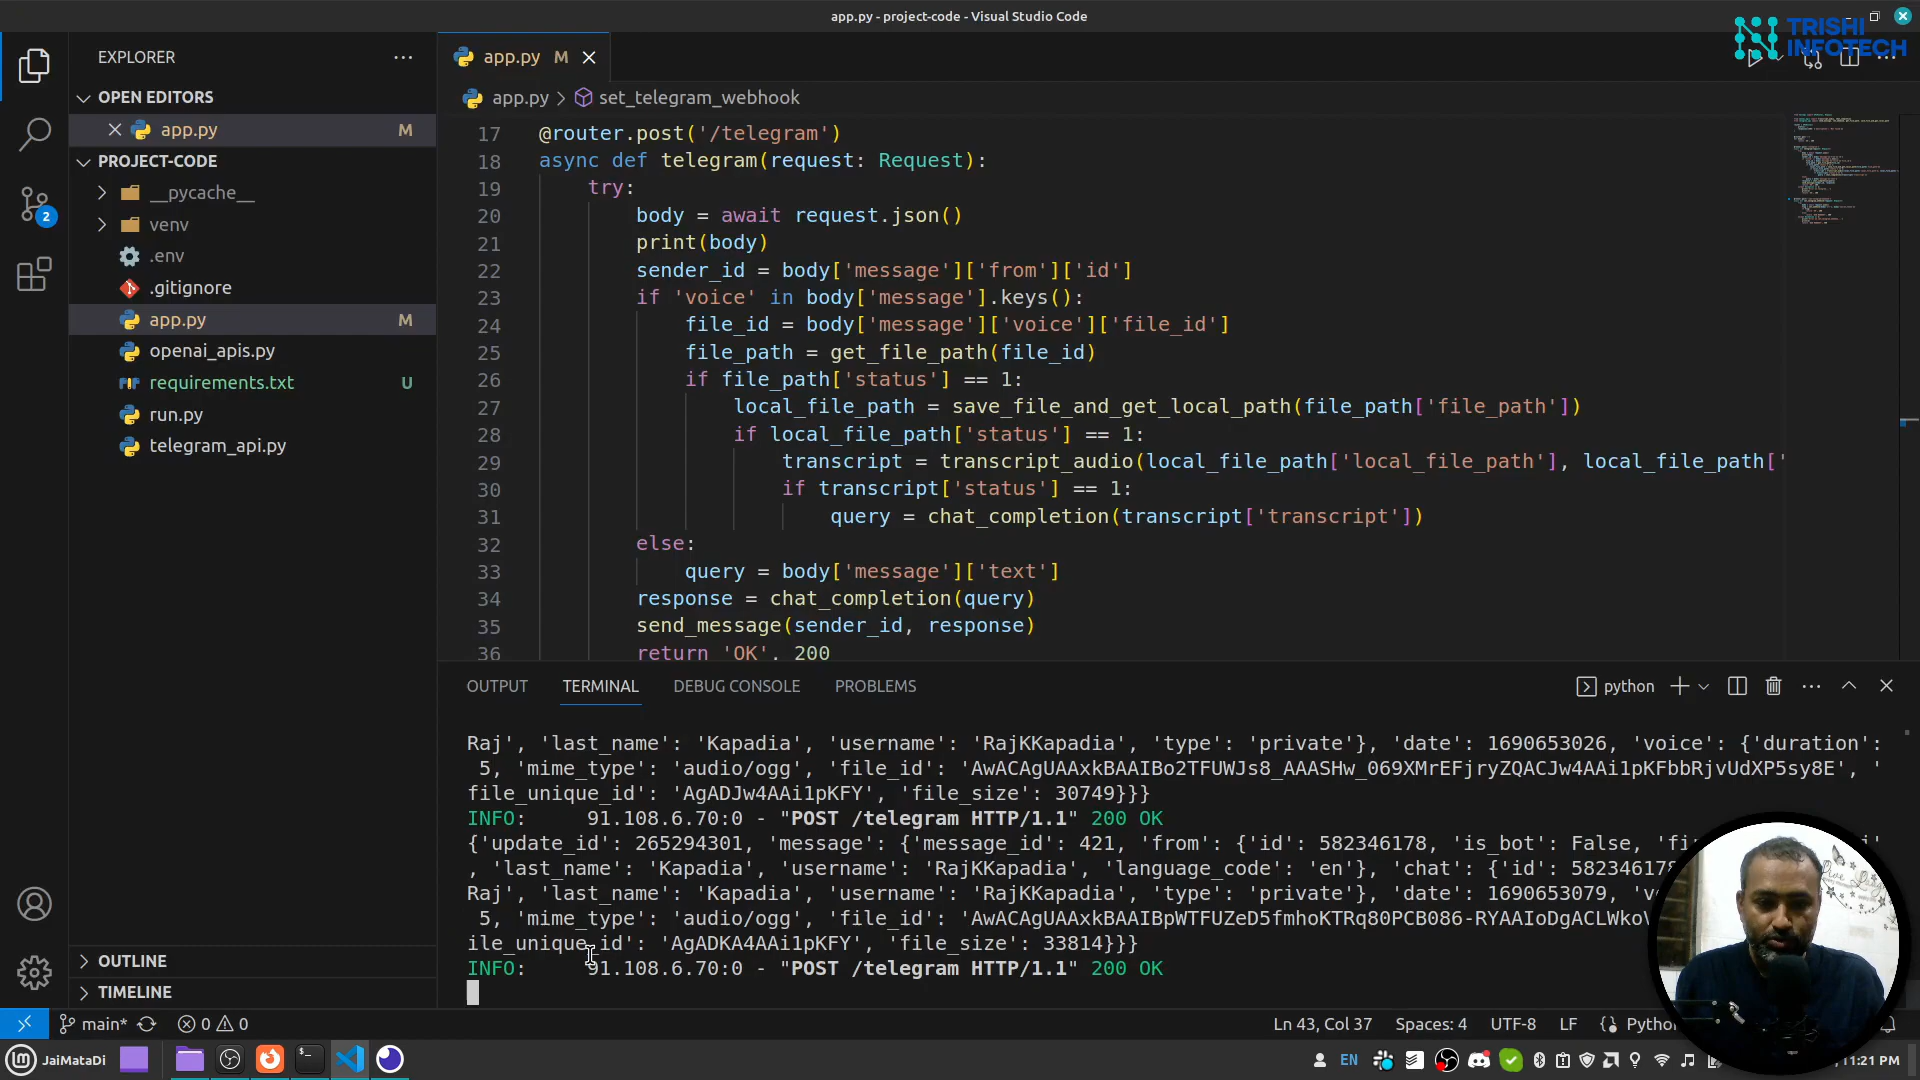 app.py - project-code - Visual Studio Code
TRISHI
INFOTECH
EXPLORER
OPEN EDITORS
app.py M
PROJECT-CODE
__pycache__
venv
.env
.gitignore
app.py M
openai_apis.py
requirements.txt U
run.py
telegram_api.py
OUTLINE
TIMELINE
2
app.py M
app.py > set_telegram_webhook
17 @router.post('/telegram')
18 async def telegram(request: Request):
19 try:
20 body = await request.json()
21 print(body)
22 sender_id = body['message']['from']['id']
23 if 'voice' in body['message'].keys():
24 file_id = body['message']['voice']['file_id']
25 file_path = get_file_path(file_id)
26 if file_path['status'] == 1:
27 local_file_path = save_file_and_get_local_path(file_path['file_path'])
28 if local_file_path['status'] == 1:
29 transcript = transcript_audio(local_file_path['local_file_path'], local_file_path['
30 if transcript['status'] == 1:
31 query = chat_completion(transcript['transcript'])
32 else:
33 query = body['message']['text']
34 response = chat_completion(query)
35 send_message(sender_id, response)
36 return 'OK', 200
OUTPUT TERMINAL DEBUG CONSOLE PROBLEMS
python
Raj', 'last_name': 'Kapadia', 'username': 'RajKKapadia', 'type': 'private'}, 'date': 1690653026, 'voice': {'duration':
5, 'mime_type': 'audio/ogg', 'file_id': 'AwACAgUAAxkBAAIBo2TFUWJs8_AAASHw_069XMrEFjryZQACJw4AAi1pKFbbRjvUdXP5sy8E', '
file_unique_id': 'AgADJw4AAi1pKFY', 'file_size': 30749}}}
INFO: 91.108.6.70:0 - "POST /telegram HTTP/1.1" 200 OK
{'update_id': 265294301, 'message': {'message_id': 421, 'from': {'id': 582346178, 'is_bot': False,
, 'last_name': 'Kapadia', 'username': 'RajKKapadia', 'language_code': 'en'}, 'chat': {'id': 582346178
Raj', 'last_name': 'Kapadia', 'username': 'RajKKapadia', 'type': 'private'}, 'date': 1690653079,
5, 'mime_type': 'audio/ogg', 'file_id': 'AwACAgUAAxkBAAIBpWTFUZeD5fmhoKTRq80PCB086-RYAAIoDgACLWko
ile_unique_id': 'AgADKA4AAi1pKFY', 'file_size': 33814}}}
INFO: 91.108.6.70:0 - "POST /telegram HTTP/1.1" 200 OK
main* 0 0
Ln 43, Col 37 Spaces: 4 UTF-8 LF
JaiMataDi
EN
11:21 PM